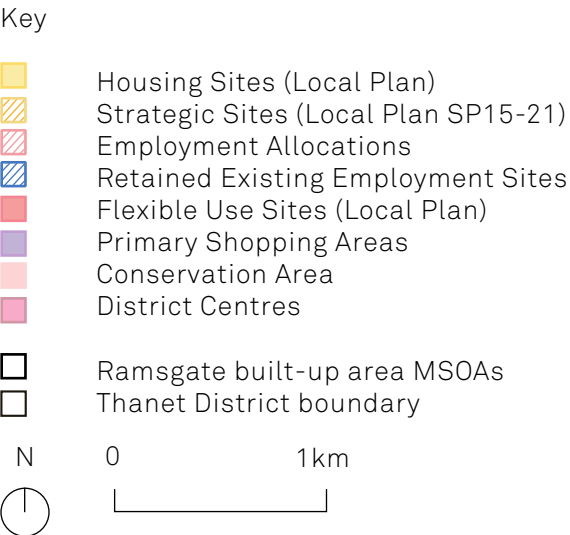 Key
Housing Sites (Local Plan)
Strategic Sites (Local Plan SP15-21)
Employment Allocations
Retained Existing Employment Sites
Flexible Use Sites (Local Plan)
Primary Shopping Areas
Conservation Area
District Centres
Ramsgate built-up area MSOAs
Thanet District boundary
N 0 1km